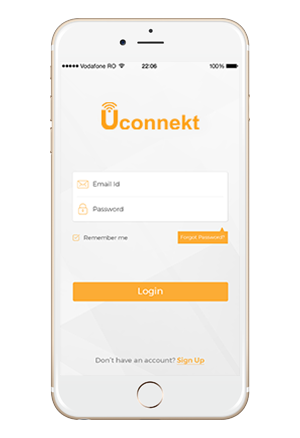 Vodafone RO 22:06 100%
Uconnekt
Email Id
Password
Remember me Forgot Password?
Login
Don't have an account? Sign Up